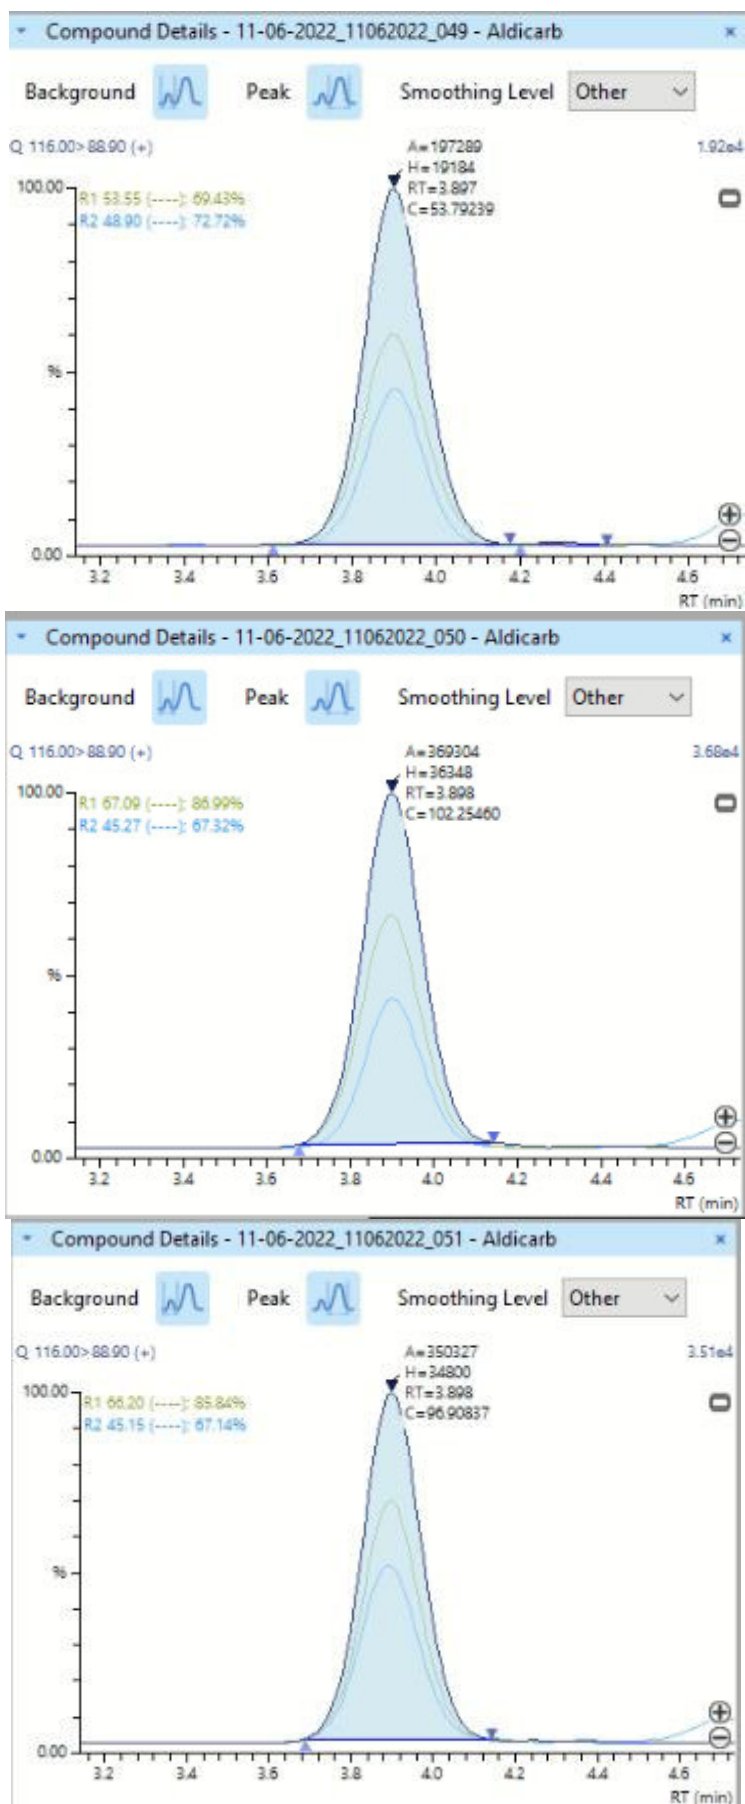 Compound Details - 11-06-2022_11062022_049 - Aldicarb
Background Peak Smoothing Level Other
Q 116.00>88.90 (+) A=197289 1.92e4
H=19184
100.00 R1 53.55 (----); 69.43% RT=3.897
R2 48.90 (----); 72.72% C=53.79239
%
0.00
3.2 3.4 3.6 3.8 4.0 4.2 4.4 4.6
RT (min)
Compound Details - 11-06-2022_11062022_050 - Aldicarb
Background Peak Smoothing Level Other
Q 116.00>88.90 (+) A=369304 3.68e4
H=36348
100.00 R1 67.09 (----); 86.99% RT=3.898
R2 45.27 (----); 67.32% C=102.25460
%
0.00
3.2 3.4 3.6 3.8 4.0 4.2 4.4 4.6
RT (min)
Compound Details - 11-06-2022_11062022_051 - Aldicarb
Background Peak Smoothing Level Other
Q 116.00>88.90 (+) A=350327 3.51e4
H=34800
100.00 R1 66.20 (----); 85.84% RT=3.898
R2 45.15 (----); 67.14% C=96.90837
%
0.00
3.2 3.4 3.6 3.8 4.0 4.2 4.4 4.6
RT (min)